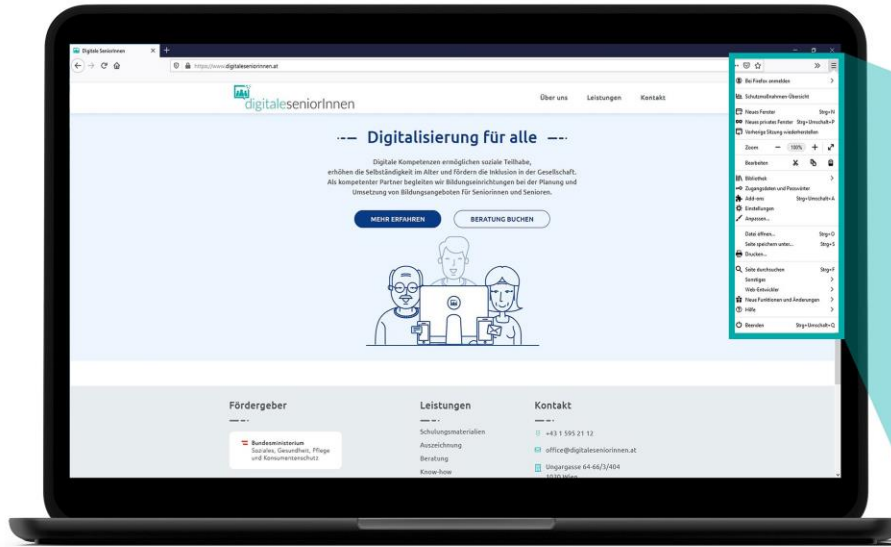 Digitale SeniorInnen
https://www.digitaleseniorinnen.at
digitaleseniorInnen
Über uns
Leistungen
Kontakt
Digitalisierung für alle
Digitale Kompetenzen ermöglichen soziale Teilhabe,
erhöhen die Selbständigkeit im Alter und fördern die Inklusion in der Gesellschaft.
Als kompetenter Partner begleiten wir Bildungseinrichtungen bei der Planung und
Umsetzung von Bildungsangeboten für Seniorinnen und Senioren.
MEHR ERFAHREN
BERATUNG BUCHEN
Bei Firefox anmelden
Schutzmaßnahmen-Übersicht
Neues Fenster Strg+N
Neues privates Fenster Strg+Umschalt+P
Vorherige Sitzung wiederherstellen
Zoom 100%
Bearbeiten
Bibliothek
Zugangsdaten und Passwörter
Add-ons Strg+Umschalt+A
Einstellungen
Anpassen...
Datei öffnen... Strg+O
Seite speichern unter... Strg+S
Drucken...
Seite durchsuchen Strg+F
Sonstiges
Web-Entwickler
Neue Funktionen und Änderungen
Hilfe
Beenden Strg+Umschalt+Q
Fördergeber
Bundesministerium
Soziales, Gesundheit, Pflege
und Konsumentenschutz
Leistungen
Schulungsmaterialien
Auszeichnung
Beratung
Know-how
Kontakt
+43 1 595 21 12
office@digitaleseniorinnen.at
Ungargasse 64-66/3/404
1030 Wien